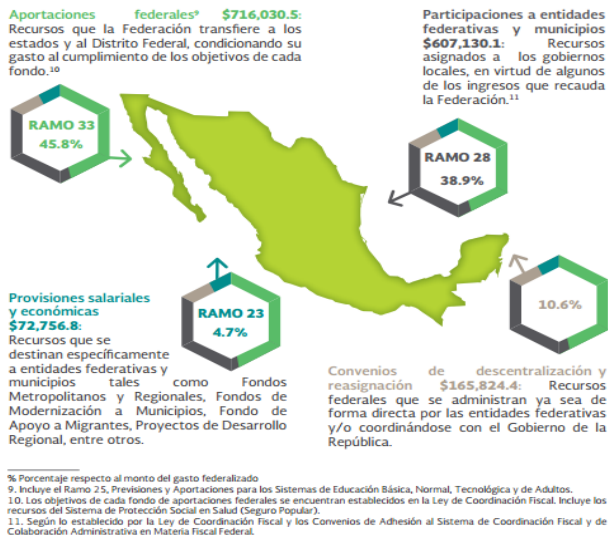 Aportaciones federales⁹ $716,030.5:
Recursos que la Federación transfiere a los
estados y al Distrito Federal, condicionando su
gasto al cumplimiento de los objetivos de cada
fondo.¹⁰
RAMO 33
45.8%
Participaciones a entidades
federativas y municipios
$607,130.1: Recursos
asignados a los gobiernos
locales, en virtud de algunos
de los ingresos que recauda
la Federación.¹¹
RAMO 28
38.9%
Provisiones salariales
y económicas
$72,756.8:
Recursos que se
destinan específicamente
a entidades federativas y
municipios tales como Fondos
Metropolitanos y Regionales, Fondos de
Modernización a Municipios, Fondo de
Apoyo a Migrantes, Proyectos de Desarrollo
Regional, entre otros.
RAMO 23
4.7%
10.6%
Convenios de descentralización y
reasignación $165,824.4: Recursos
federales que se administran ya sea de
forma directa por las entidades federativas
y/o coordinándose con el Gobierno de la
República.
% Porcentaje respecto al monto del gasto federalizado
9. Incluye el Ramo 25, Previsiones y Aportaciones para los Sistemas de Educación Básica, Normal, Tecnológica y de Adultos.
10. Los objetivos de cada fondo de aportaciones federales se encuentran establecidos en la Ley de Coordinación Fiscal. Incluye los
recursos del Sistema de Protección Social en Salud (Seguro Popular).
11. Según lo establecido por la Ley de Coordinación Fiscal y los Convenios de Adhesión al Sistema de Coordinación Fiscal y de
Colaboración Administrativa en Materia Fiscal Federal.